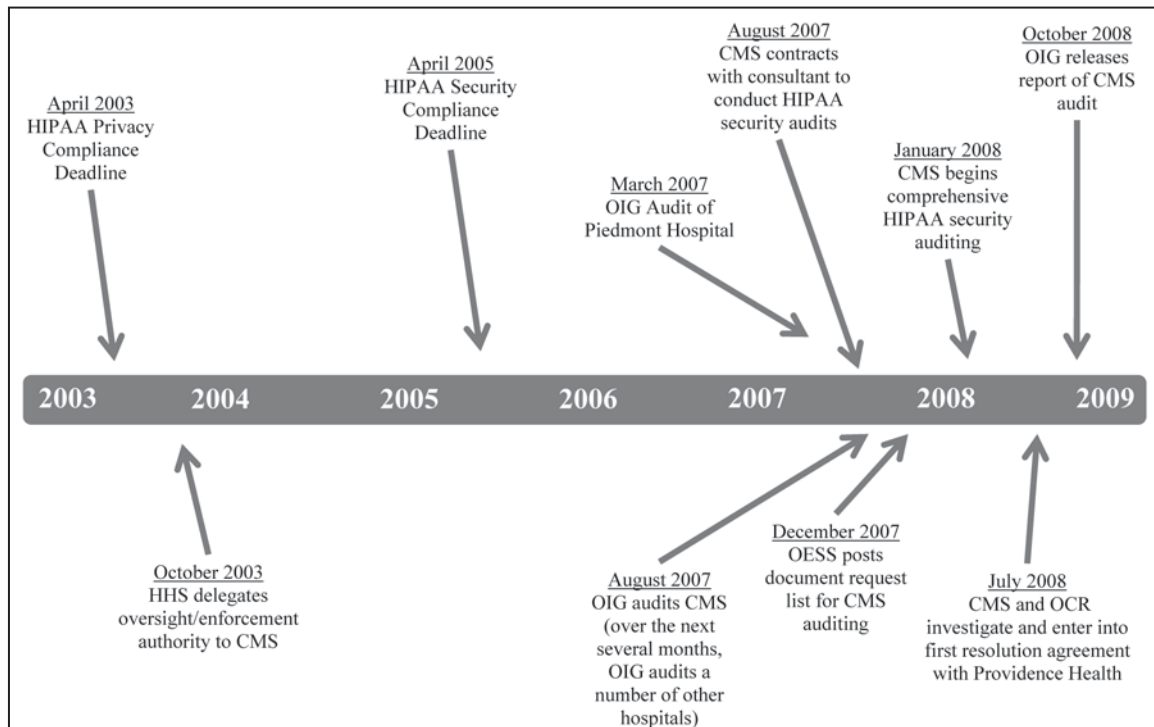 April 2003
HIPAA Privacy
Compliance
Deadline
April 2005
HIPAA Security
Compliance
Deadline
March 2007
OIG Audit of
Piedmont Hospital
August 2007
CMS contracts
with consultant to
conduct HIPAA
security audits
January 2008
CMS begins
comprehensive
HIPAA security
auditing
October 2008
OIG releases
report of CMS
audit
2003 2004 2005 2006 2007 2008 2009
October 2003
HHS delegates
oversight/enforcement
authority to CMS
August 2007
OIG audits CMS
(over the next
several months,
OIG audits a
number of other
hospitals)
December 2007
OESS posts
document request
list for CMS
auditing
July 2008
CMS and OCR
investigate and enter into
first resolution agreement
with Providence Health